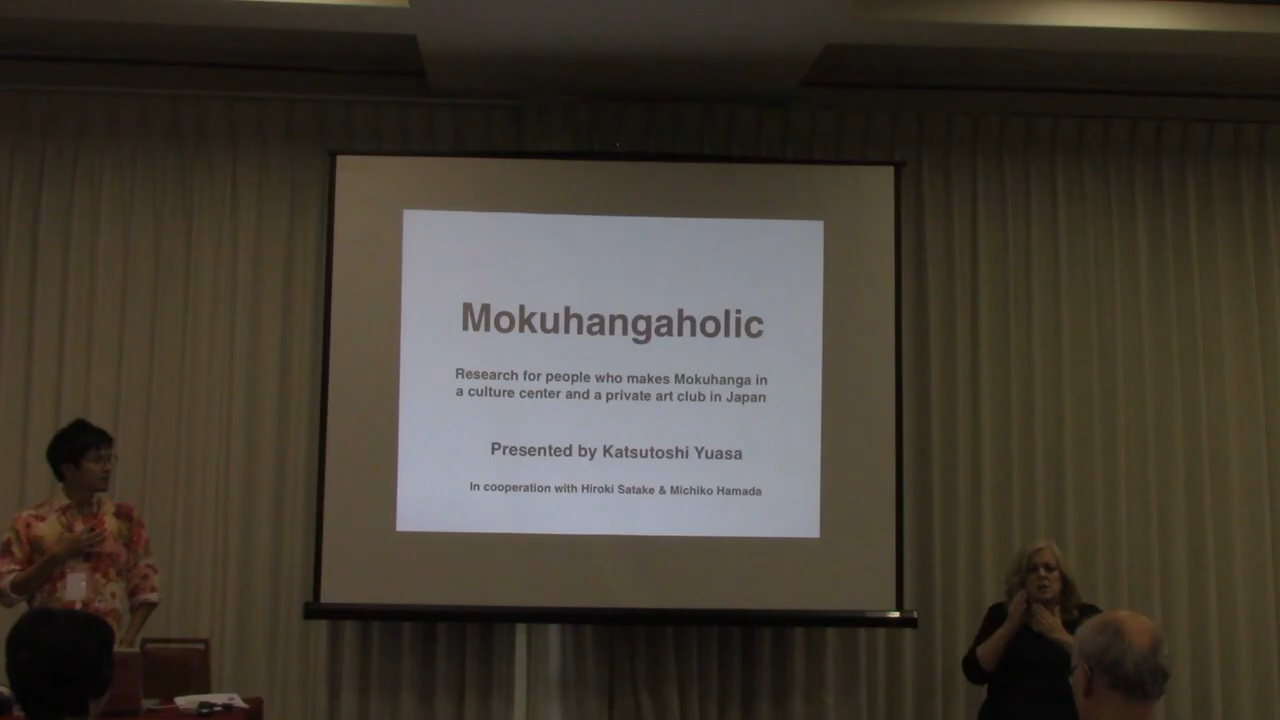 Mokuhangaholic
Research for people who makes Mokuhanga in
a culture center and a private art club in Japan
Presented by Katsutoshi Yuasa
In cooperation with Hiroki Satake & Michiko Hamada